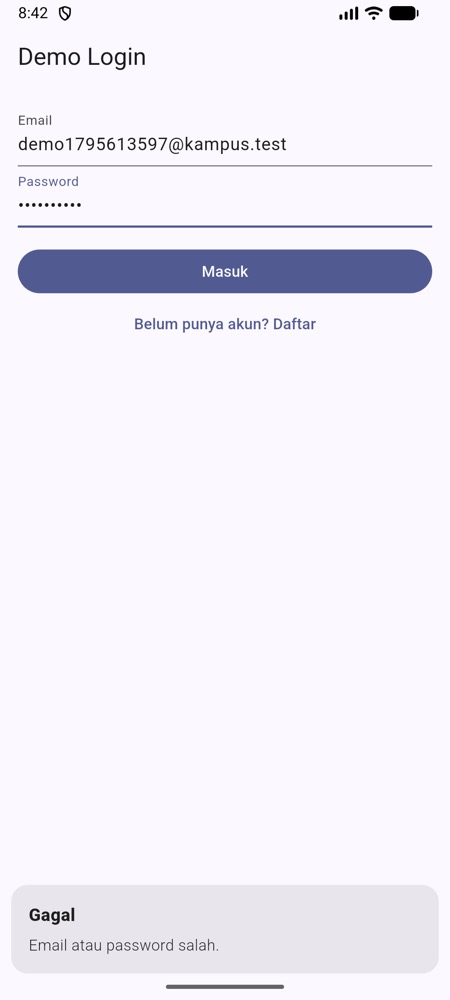 8:42
Demo Login
Email
demo1795613597@kampus.test
Password
••••••••••
Masuk
Belum punya akun? Daftar
Gagal
Email atau password salah.